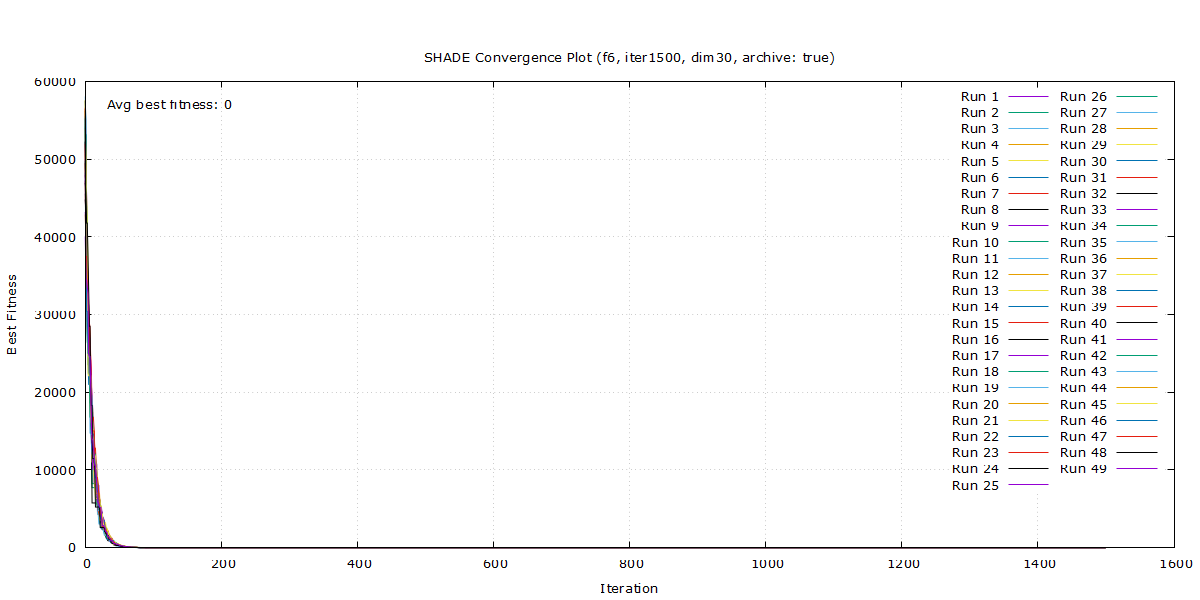 SHADE Convergence Plot (f6, iter1500, dim30, archive: true)
60000
Avg best fitness: 0
50000
40000
30000
20000
10000
0
Best Fitness
Run 1 Run 26
Run 2 Run 27
Run 3 Run 28
Run 4 Run 29
Run 5 Run 30
Run 6 Run 31
Run 7 Run 32
Run 8 Run 33
Run 9 Run 34
Run 10 Run 35
Run 11 Run 36
Run 12 Run 37
Run 13 Run 38
Run 14 Run 39
Run 15 Run 40
Run 16 Run 41
Run 17 Run 42
Run 18 Run 43
Run 19 Run 44
Run 20 Run 45
Run 21 Run 46
Run 22 Run 47
Run 23 Run 48
Run 24 Run 49
Run 25
0 200 400 600 800 1000 1200 1400 1600
Iteration